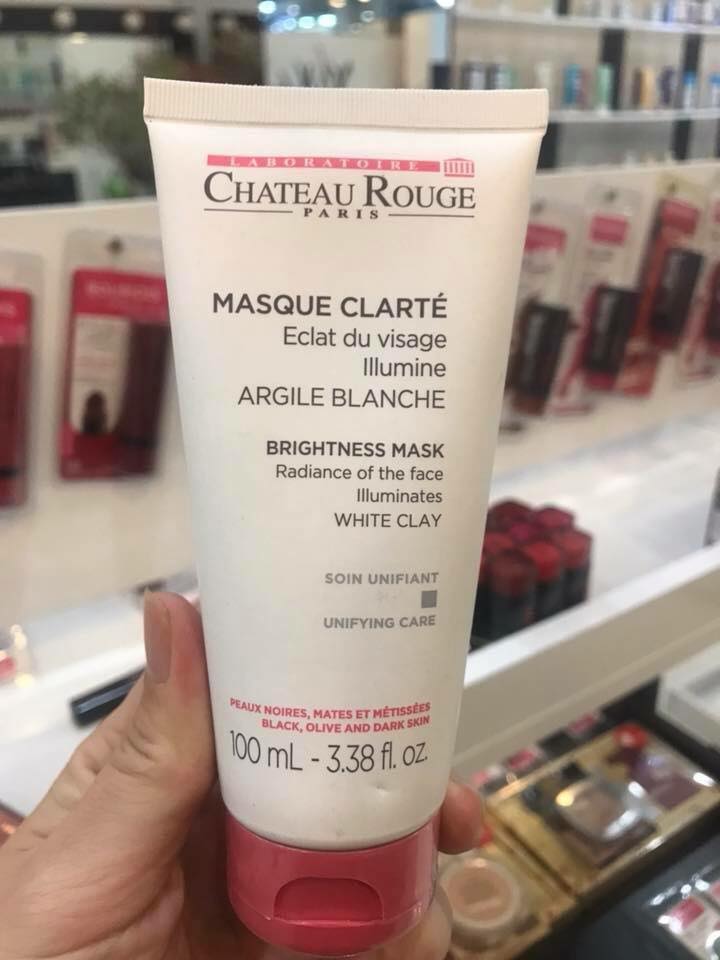 LABORATOIRE
CHATEAU ROUGE
PARIS
MASQUE CLARTÉ
Eclat du visage
Illumine
ARGILE BLANCHE
BRIGHTNESS MASK
Radiance of the face
Illuminates
WHITE CLAY
SOIN UNIFIANT
UNIFYING CARE
PEAUX NOIRES, MATES ET MÉTISSÉES
BLACK, OLIVE AND DARK SKIN
100 mL - 3.38 fl. oz.